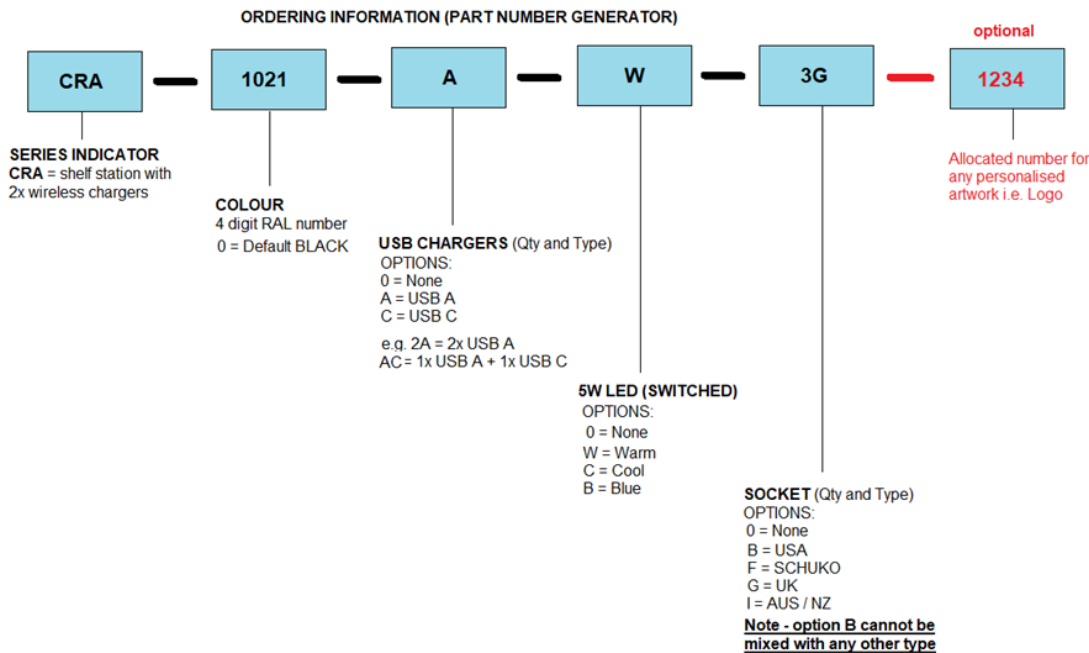 ORDERING INFORMATION (PART NUMBER GENERATOR)
optional
CRA
1021
A
W
3G
1234
SERIES INDICATOR
CRA = shelf station with
2x wireless chargers
COLOUR
4 digit RAL number
0 = Default BLACK
USB CHARGERS (Qty and Type)
OPTIONS:
0 = None
A = USB A
C = USB C
e.g. 2A = 2x USB A
AC = 1x USB A + 1x USB C
5W LED (SWITCHED)
OPTIONS:
0 = None
W = Warm
C = Cool
B = Blue
SOCKET (Qty and Type)
OPTIONS:
0 = None
B = USA
F = SCHUKO
G = UK
I = AUS / NZ
Note - option B cannot be
mixed with any other type
Allocated number for
any personalised
artwork i.e. Logo